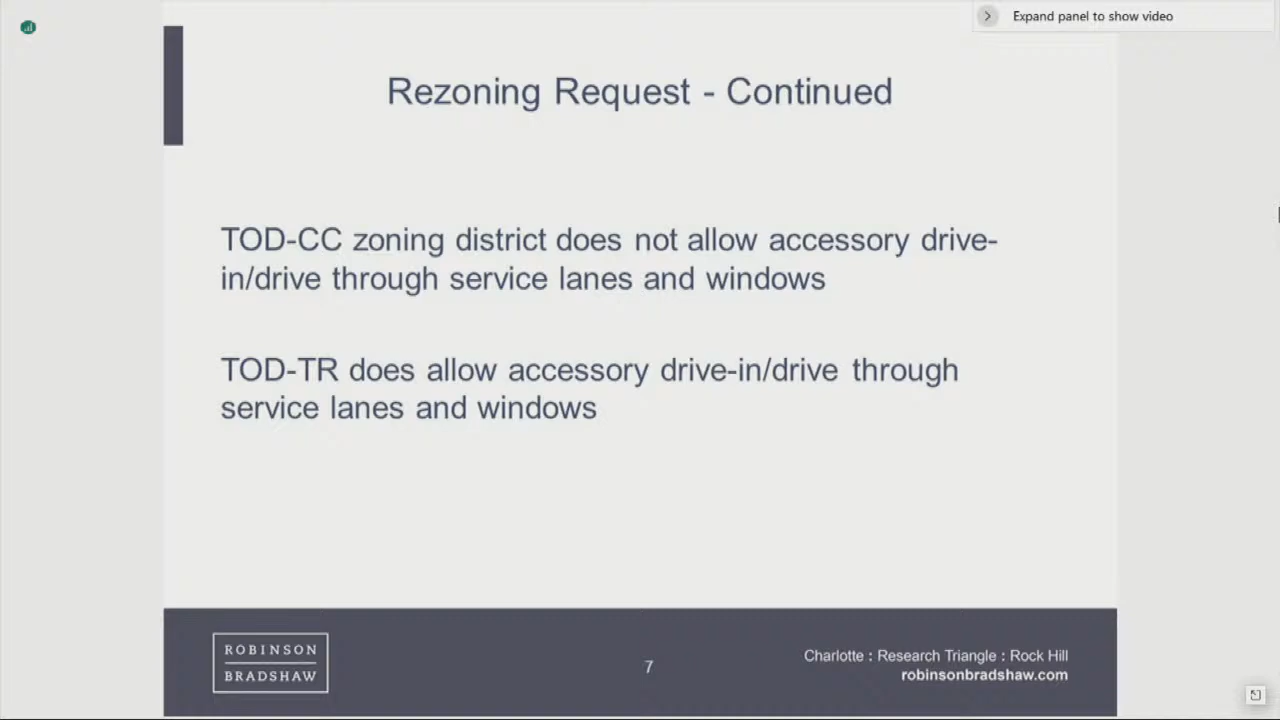 Expand panel to show video
Rezoning Request - Continued
TOD-CC zoning district does not allow accessory drive-
in/drive through service lanes and windows
TOD-TR does allow accessory drive-in/drive through
service lanes and windows
ROBINSON
BRADSHAW
7
Charlotte : Research Triangle : Rock Hill
robinsonbradshaw.com